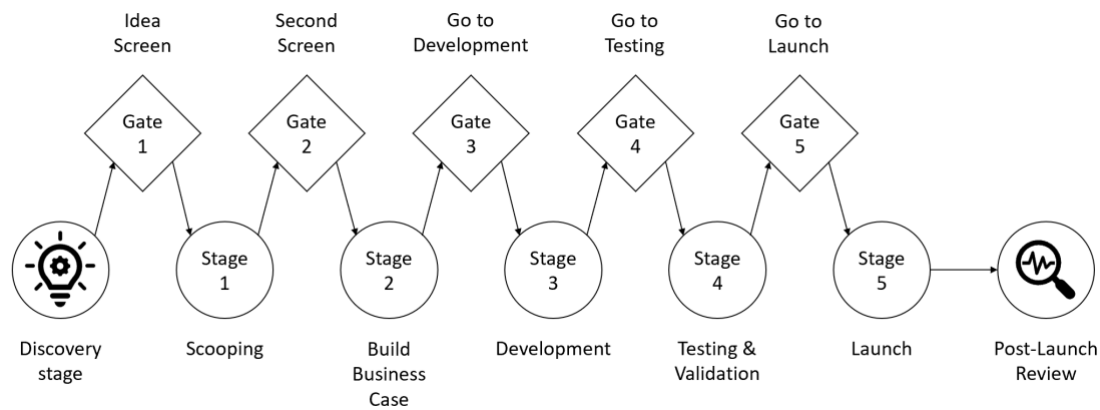 Idea
Screen
Second
Screen
Go to
Development
Go to
Testing
Go to
Launch
Gate
1
Gate
2
Gate
3
Gate
4
Gate
5
Stage
1
Stage
2
Stage
3
Stage
4
Stage
5
Discovery
stage
Scooping
Build
Business
Case
Development
Testing &
Validation
Launch
Post-Launch
Review